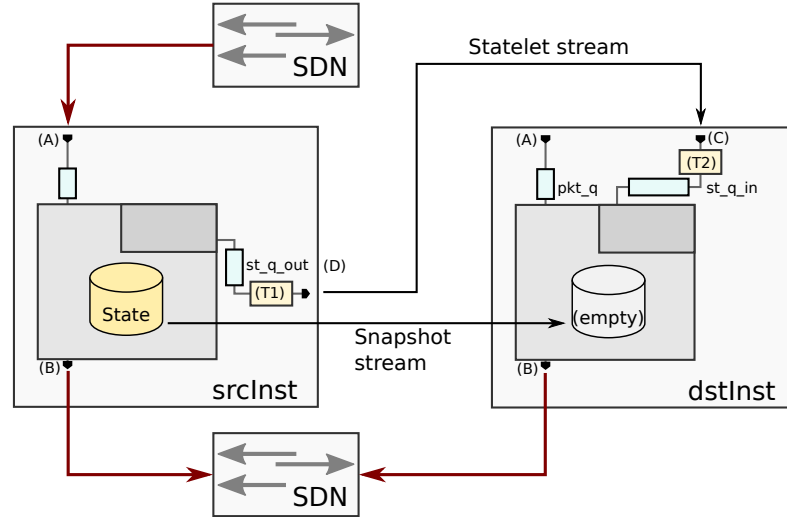 SDN
Statelet stream
(A)
(A)
(C)
(T2)
pkt_q
st_q_in
st_q_out
(D)
(T1)
State
(empty)
Snapshot
stream
(B)
srcInst
(B)
dstInst
SDN